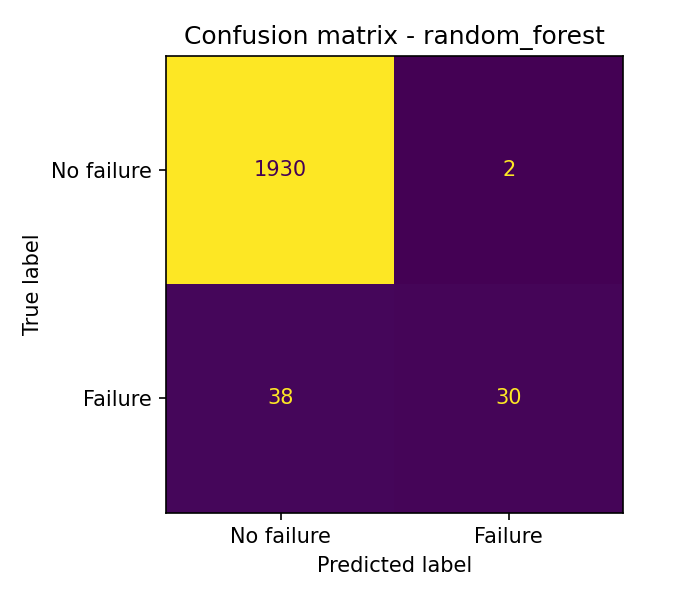 Confusion matrix - random_forest
No failure
1930
2
True label
Failure
38
30
No failure
Failure
Predicted label